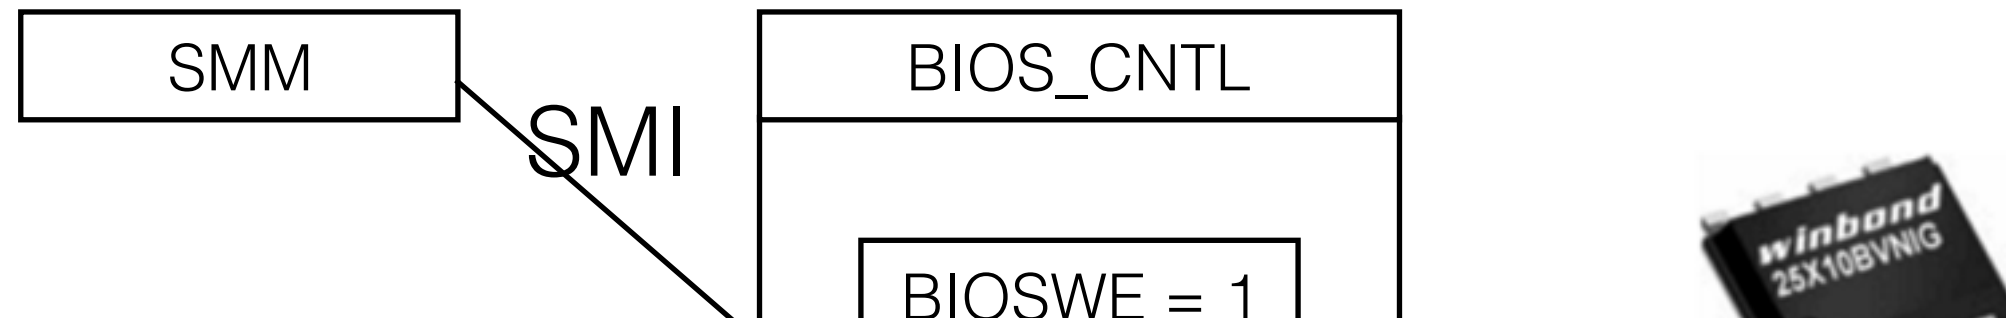 SMM
BIOS_CNTL
SMI
BIOSWE = 1
winbond
25X10BVNIG